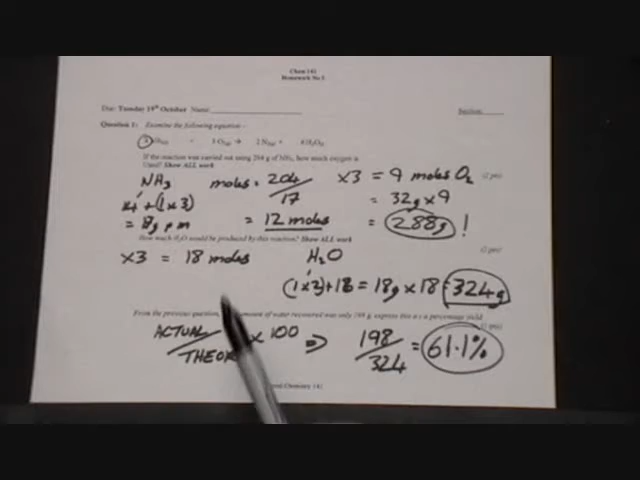 Chem 141
Homework No 5
Due: Tuesday 19th October Name:
Section:
Question 1: Examine the following equation -
If the reaction was carried out using 204 g of NH3, how much oxygen is
Used? Show ALL work
NH3 moles = 204/17 x3 = 9 moles O2
14 + (1 x 3) = 32g x 9
= 12 moles = 288g !
How much H2O would be produced by this reaction? Show ALL work
x3 = 18 moles H2O
(1x2)+16 = 18g x 18 = 324g
From the previous question, amount of water recovered was only 198 g, express this as a percentage yield
ACTUAL/THEOR x 100 ⇒ 198/324 = 61.1%
Chemistry 141